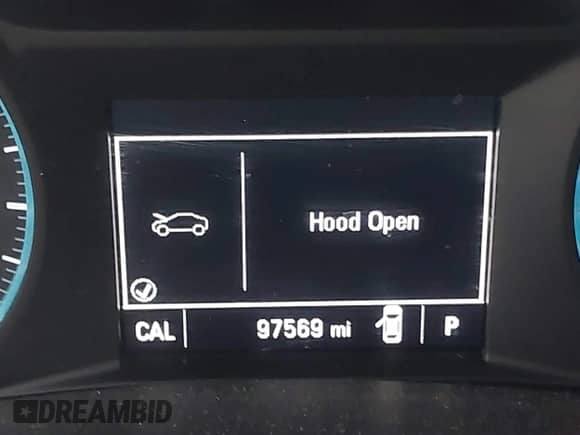 Hood Open
CAL
97569 mi
P
DREAMBID